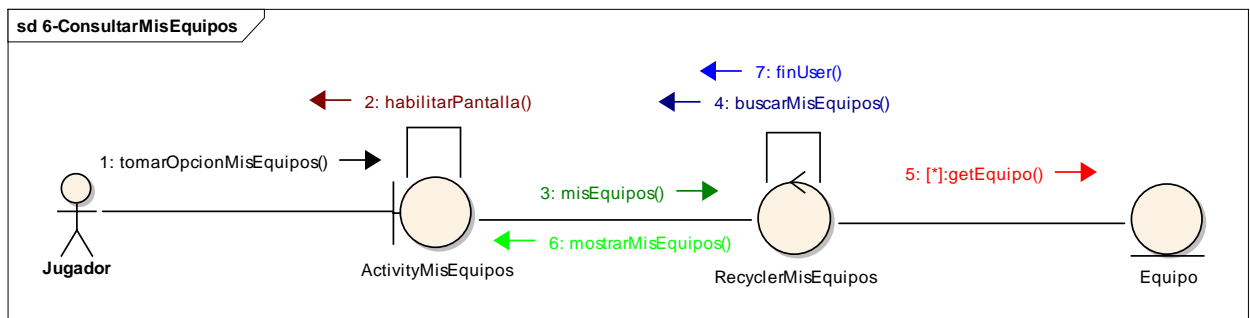 sd 6-ConsultarMisEquipos
7: finUser()
2: habilitarPantalla()
4: buscarMisEquipos()
1: tomarOpcionMisEquipos()
5: [*]:getEquipo()
3: misEquipos()
6: mostrarMisEquipos()
Jugador
ActivityMisEquipos
RecyclerMisEquipos
Equipo